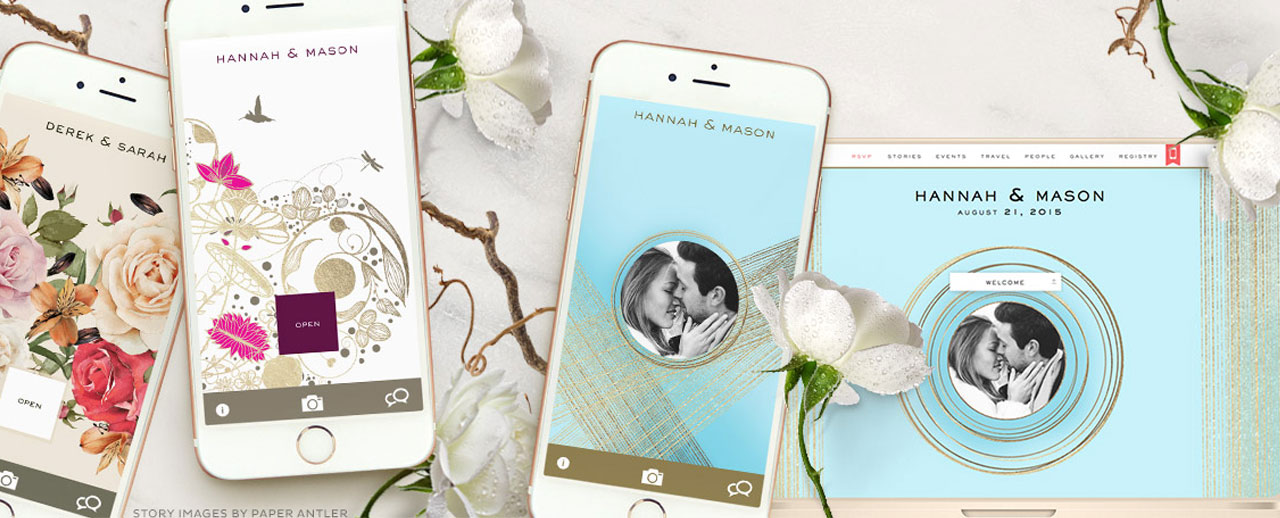 DEREK & SARAH
OPEN
HANNAH & MASON
OPEN
i
HANNAH & MASON
i
RSVP STORIES EVENTS TRAVEL PEOPLE GALLERY REGISTRY
HANNAH & MASON
AUGUST 21, 2015
WELCOME
STORY IMAGES BY PAPER ANTLER